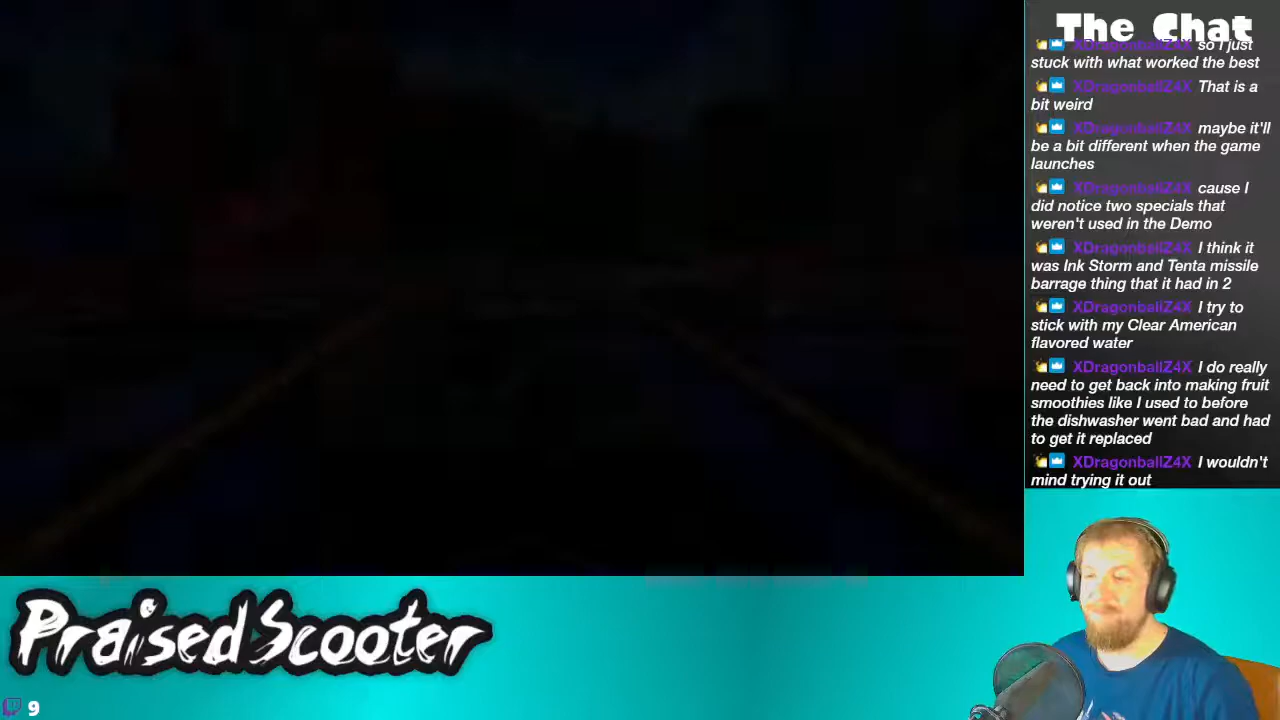 The Chat
XDragonballZ4X so I just
stuck with what worked the best
XDragonballZ4X That is a
bit weird
XDragonballZ4X maybe it'll
be a bit different when the game
launches
XDragonballZ4X cause I
did notice two specials that
weren't used in the Demo
XDragonballZ4X I think it
was Ink Storm and Tenta missile
barrage thing that it had in 2
XDragonballZ4X I try to
stick with my Clear American
flavored water
XDragonballZ4X I do really
need to get back into making fruit
smoothies like I used to before
the dishwasher went bad and had
to get it replaced
XDragonballZ4X I wouldn't
mind trying it out
PraisedScooter
9